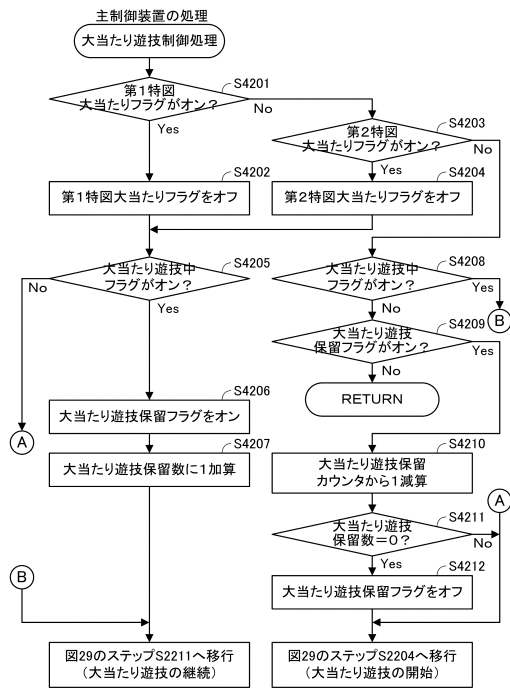 主制御装置の処理
大当たり遊技制御処理
S4201
第1特図
大当たりフラグがオン?
No
Yes
S4203
第2特図
大当たりフラグがオン?
No
Yes
S4202
第1特図大当たりフラグをオフ
S4204
第2特図大当たりフラグをオフ
S4205
大当たり遊技中
フラグがオン?
No
Yes
S4208
大当たり遊技中
フラグがオン?
Yes
No
B
S4209
大当たり遊技
保留フラグがオン?
Yes
No
RETURN
S4206
大当たり遊技保留フラグをオン
A
S4207
大当たり遊技保留数に1加算
S4210
大当たり遊技保留
カウンタから1減算
A
S4211
大当たり遊技
保留数=0?
No
Yes
S4212
大当たり遊技保留フラグをオフ
B
図29のステップS2211へ移行
(大当たり遊技の継続)
図29のステップS2204へ移行
(大当たり遊技の開始)